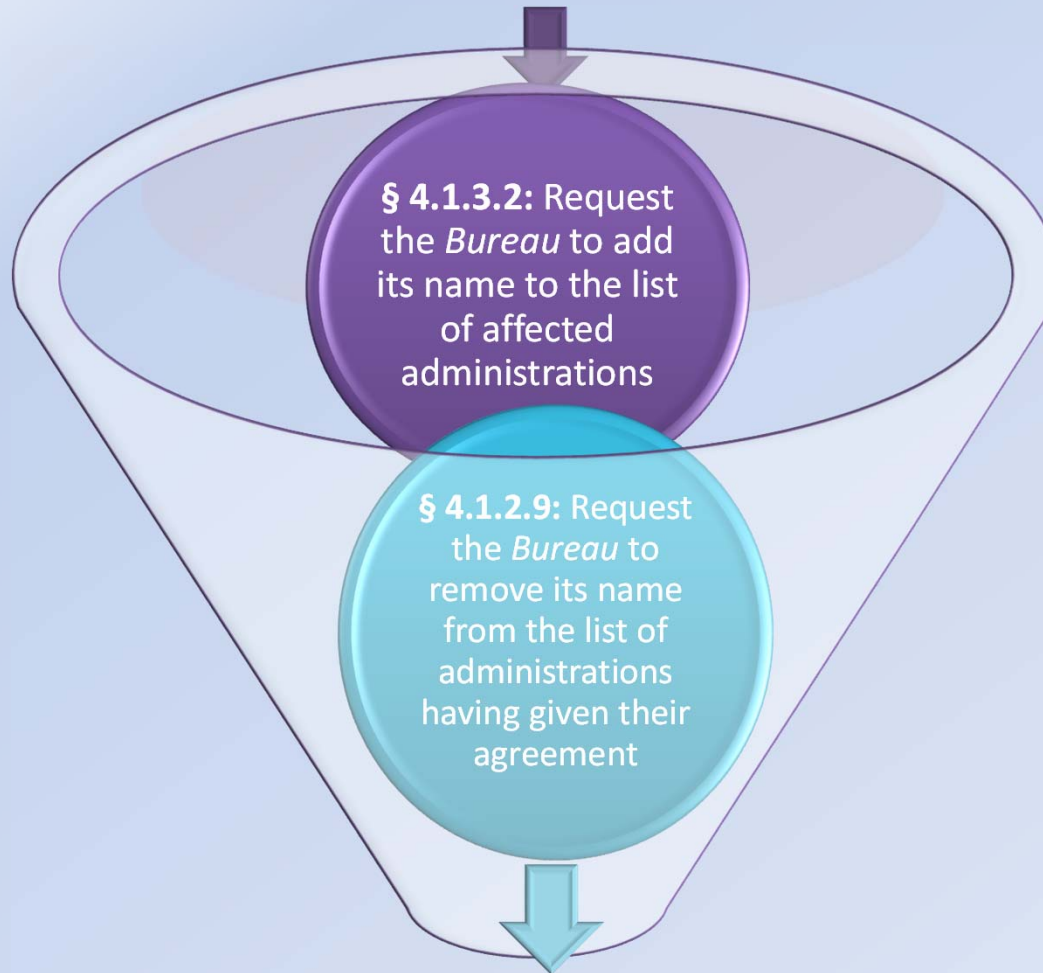 § 4.1.3.2: Request
the Bureau to add
its name to the list
of affected
administrations
§ 4.1.2.9: Request
the Bureau to
remove its name
from the list of
administrations
having given their
agreement